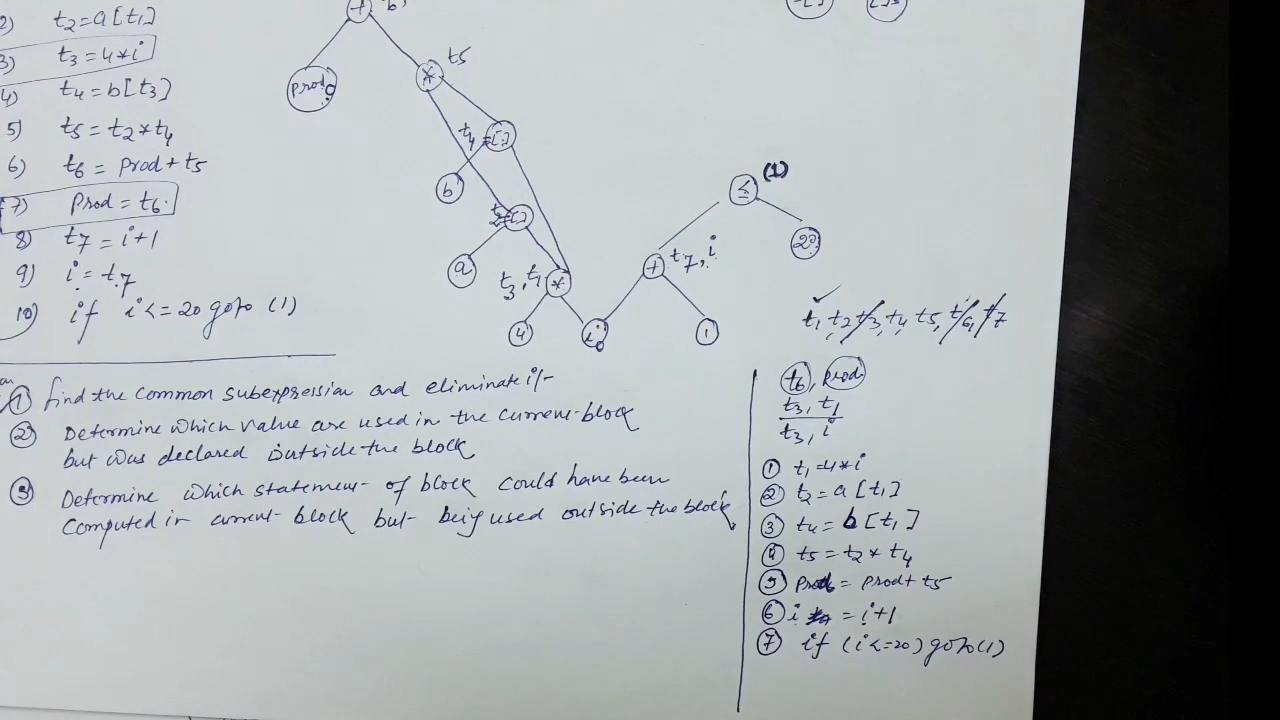 2) t2 = a[t1]
3) t3 = 4*i
4) t4 = b[t3]
5) t5 = t2 * t4
6) t6 = Prod + t5
7) Prod = t6.
8) t7 = i+1
9) i = t7
10) if i <= 20 goto (1)
+
Prod0
* t5
t4 = []
b
t2 = []
a
t3, t1 *
4
i0
+ t7, i
1
≤ (1)
20
t1, t2, t3, t4, t5, t6, t7
① find the common subexpression and eliminate it-
② Determine which value are used in the current-block
but was declared outside the block
③ Determine which statement- of block could have been
Computed in current-block but- being used outside the block
t6, Prod
t3, t1
t3, i
① t1 = 4*i
② t2 = a[t1]
③ t4 = b[t1]
④ t5 = t2 * t4
⑤ Prod = Prod + t5
⑥ i = i+1
⑦ if (i <= 20) goto (1)